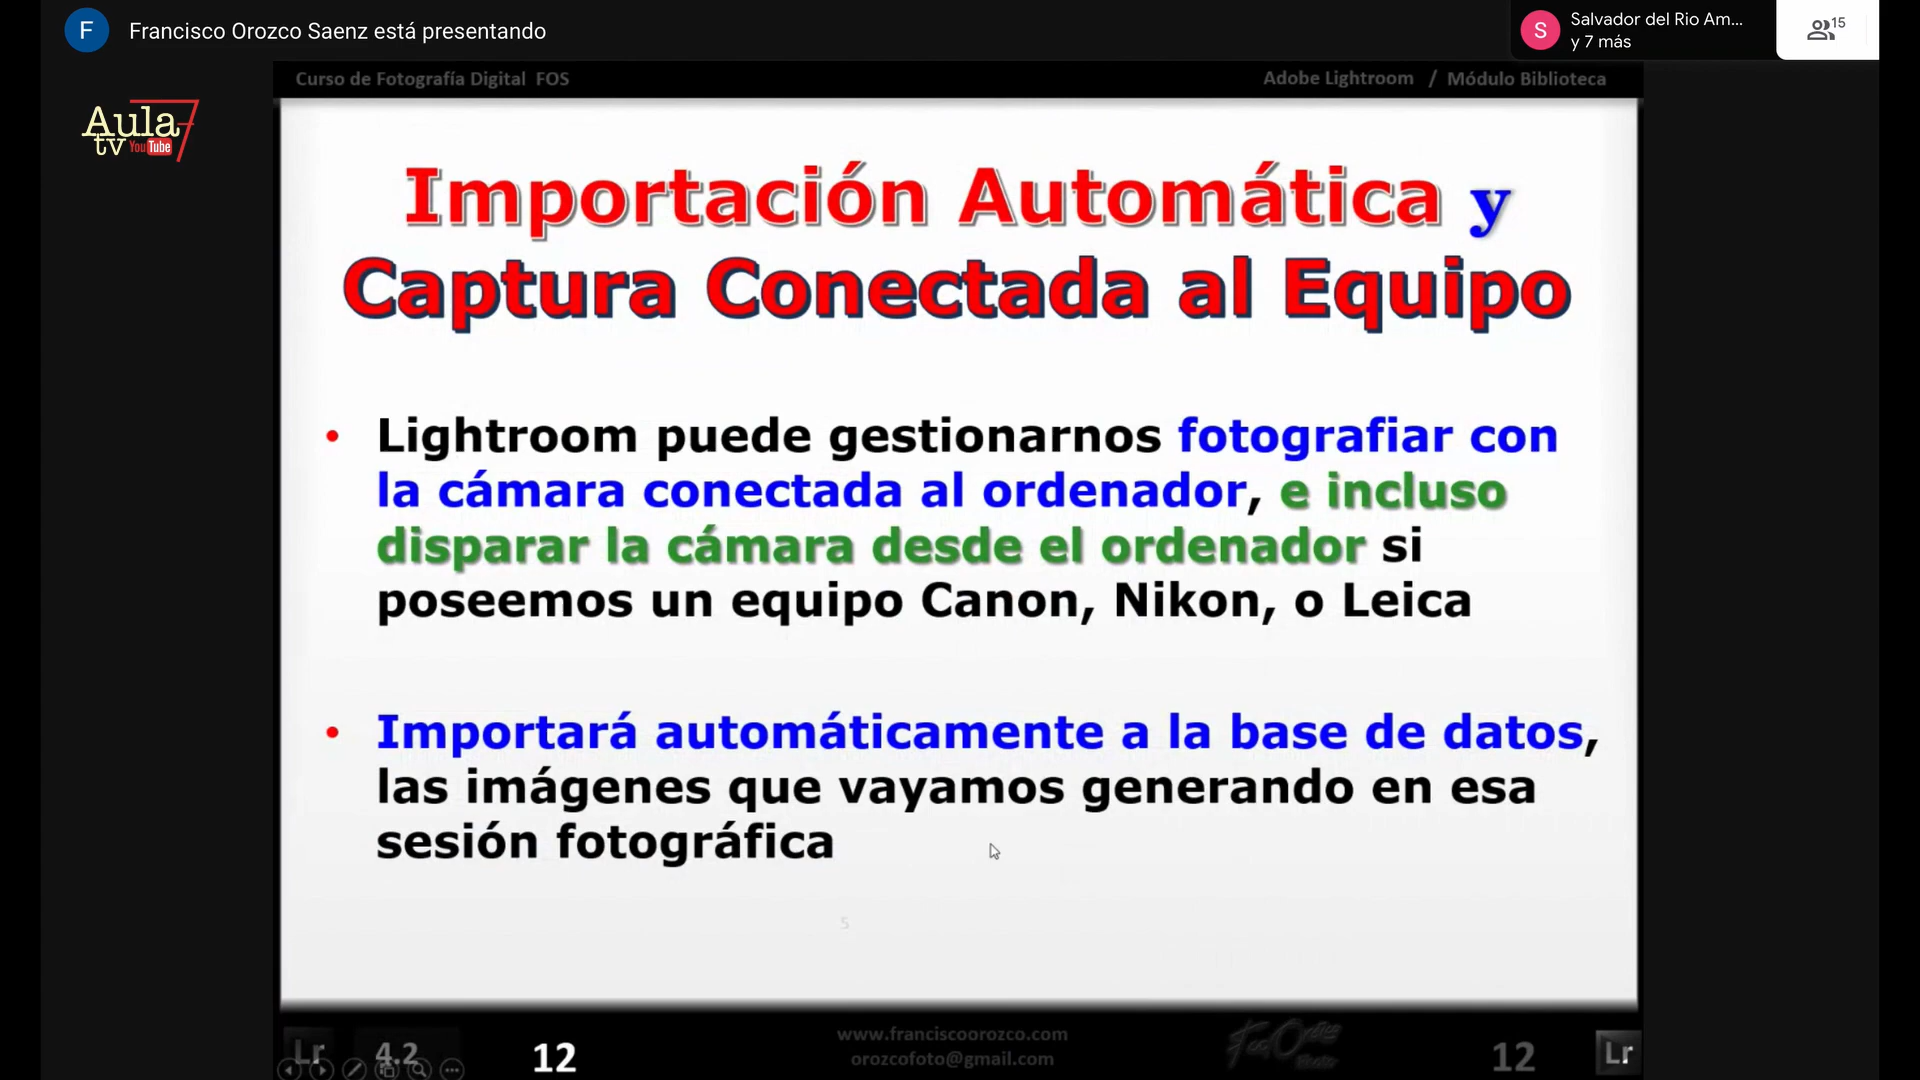 F
Francisco Orozco Saenz está presentando
S
Salvador del Rio Am...
y 7 más
15
Curso de Fotografía Digital FOS
Adobe Lightroom / Módulo Biblioteca
Aula 7
tv YouTube
Importación Automática y
Captura Conectada al Equipo
• Lightroom puede gestionarnos fotografiar con
la cámara conectada al ordenador, e incluso
disparar la cámara desde el ordenador si
poseemos un equipo Canon, Nikon, o Leica
• Importará automáticamente a la base de datos,
las imágenes que vayamos generando en esa
sesión fotográfica
5
Lr
4.2
12
www.franciscoorozco.com
orozcofoto@gmail.com
12
Lr